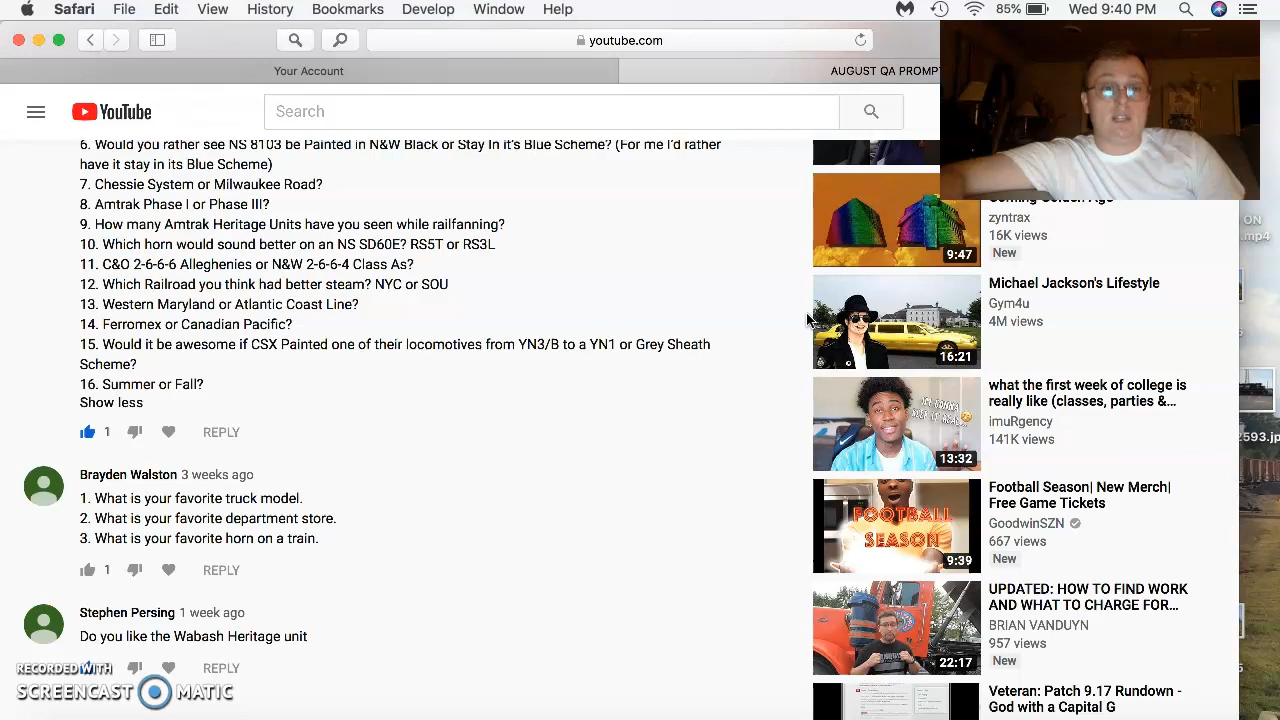 Safari File Edit View History Bookmarks Develop Window Help 85% Wed 9:40 PM
youtube.com
Your Account
AUGUST QA PROMPT
YouTube
Search
6. Would you rather see NS 8103 be Painted in N&W Black or Stay In it's Blue Scheme? (For me I'd rather
have it stay in its Blue Scheme)
7. Chessie System or Milwaukee Road?
8. Amtrak Phase I or Phase III?
9. How many Amtrak Heritage Units have you saw while railfanning?
10. Which horn would sound better on the NS SD60E? RS5T or RS3L
11. C&O 2-6-6-6 Alleghenies or N&W 2-6-6-4 Class As?
12. Which Railroad you think had better steam? NYC or SOU
13. Western Maryland or Atlantic Coast Line?
14. Ferromex or Canadian Pacific?
15. Would it be awesome if CSX Painted one of their locomotives from YN3/B to a YN1 or Grey Sheath
Scheme?
16. Summer or Fall?
Show less
1 REPLY
Brayden Walston 3 weeks ago
1. What is your favorite truck model.
2. What is your favorite department store.
3. What is your favorite horn on a train.
1 REPLY
Stephen Persing 1 week ago
Do you like the Wabash Heritage unit
REPLY
RECORDED WITH
SCREENCAST MATIC
Coming Golden Age
zyntrax
16K views
New
9:47
Michael Jackson's Lifestyle
Gym4u
4M views
16:21
what the first week of college is
really like (classes, parties &...
imuRgency
141K views
13:32
Football Season| New Merch|
Free Game Tickets
GoodwinSZN
667 views
New
FOOTBALL
SEASON
9:39
UPDATED: HOW TO FIND WORK
AND WHAT TO CHARGE FOR...
BRIAN VANDUYN
957 views
New
22:17
Veteran: Patch 9.17 Rundown -
God with a Capital G
ON
.mp4
2593.jp